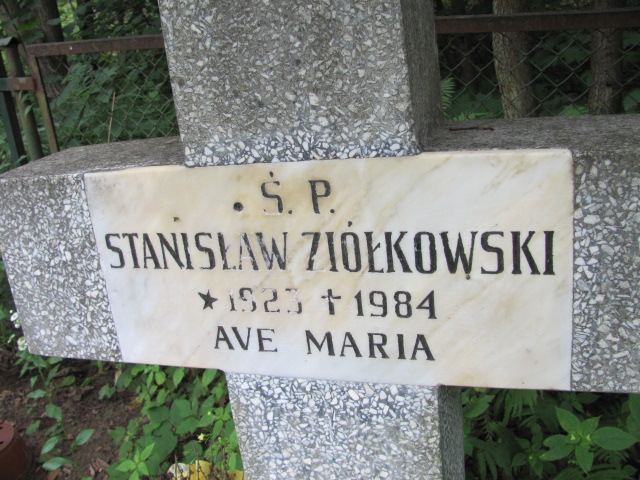 Ś. P.
STANISŁAW ZIÓŁKOWSKI
★ 1923 ✝ 1984
AVE MARIA